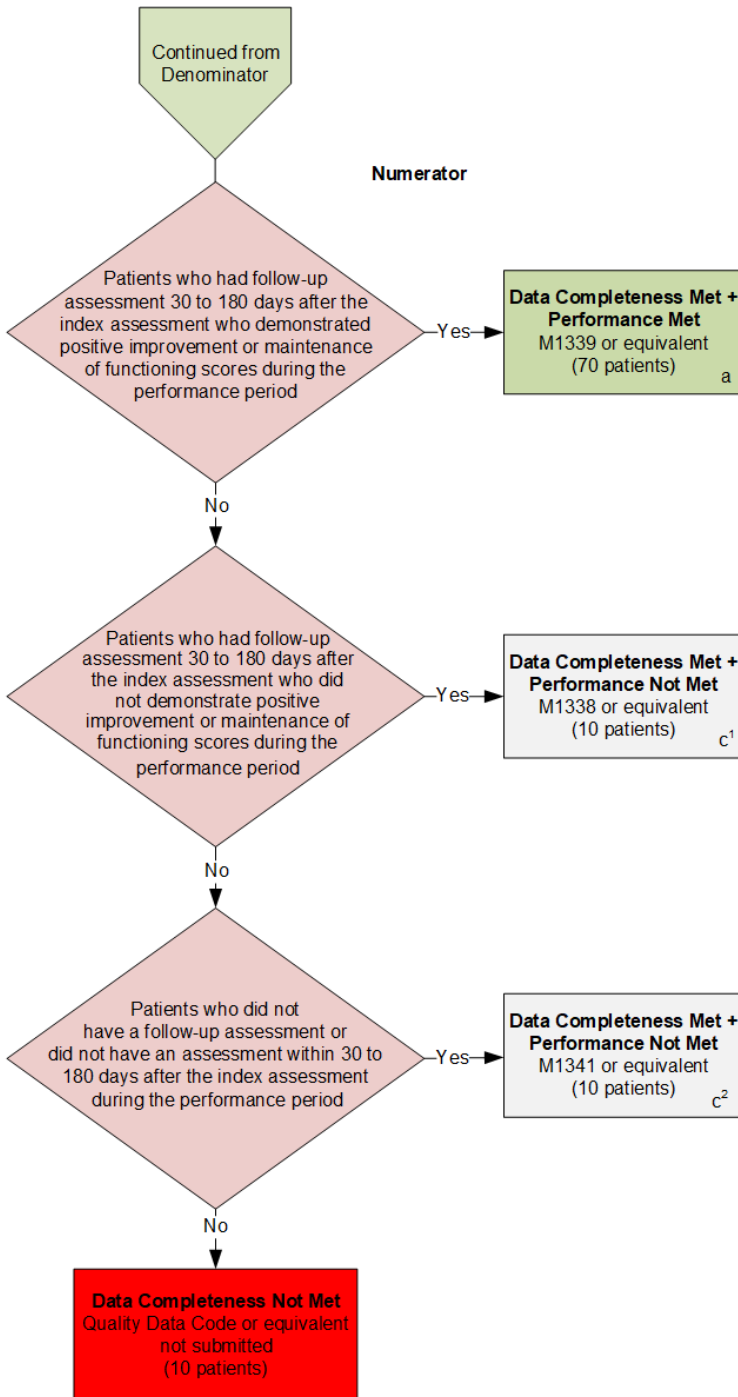 Continued from
Denominator
Numerator
Patients who had follow-up
assessment 30 to 180 days after the
index assessment who demonstrated
positive improvement or maintenance
of functioning scores during the
performance period
Yes
Data Completeness Met +
Performance Met
M1339 or equivalent
(70 patients)
a
No
Patients who had follow-up
assessment 30 to 180 days after
the index assessment who did
not demonstrate positive
improvement or maintenance of
functioning scores during the
performance period
Yes
Data Completeness Met +
Performance Not Met
M1338 or equivalent
(10 patients)
c¹
No
Patients who did not
have a follow-up assessment or
did not have an assessment within 30 to
180 days after the index assessment
during the performance period
Yes
Data Completeness Met +
Performance Not Met
M1341 or equivalent
(10 patients)
c²
No
Data Completeness Not Met
Quality Data Code or equivalent
not submitted
(10 patients)